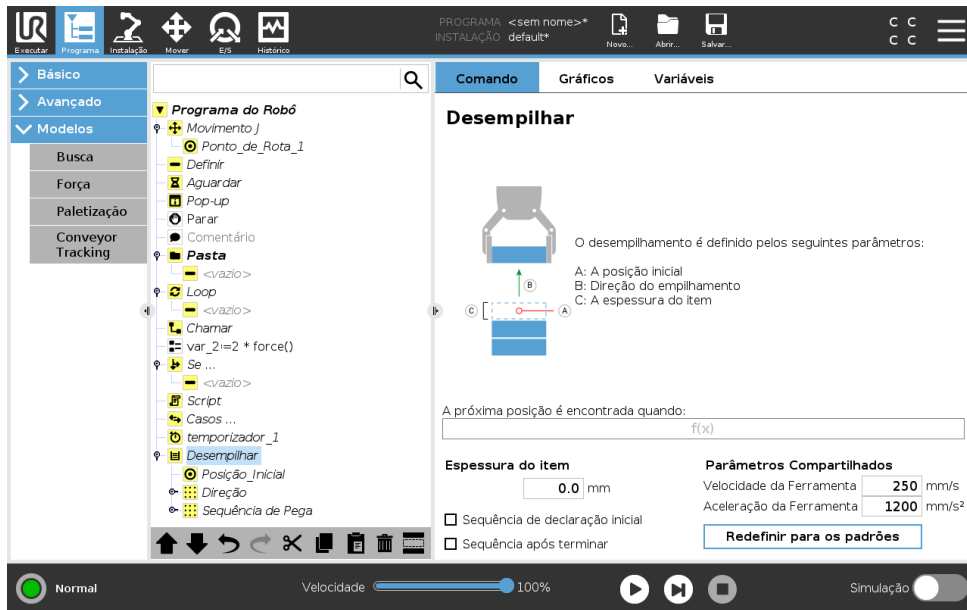 UR
PROGRAMA <sem nome>*
INSTALAÇÃO default*
Executar Programa Instalação Mover E/S Histórico Novo... Abrir... Salvar...
C C
C C
Básico
Avançado
Modelos
Busca
Força
Paletização
Conveyor
Tracking
Programa do Robô
Movimento J
Ponto_de_Rota_1
Definir
Aguardar
Pop-up
Parar
Comentário
Pasta
<vazio>
Loop
<vazio>
Chamar
var_2:=2 * force()
Se ...
<vazio>
Script
Casos ...
temporizador_1
Desempilhar
Posição_Inicial
Direção
Sequência de Pega
Comando Gráficos Variáveis
Desempilhar
B
C
A
O desempilhamento é definido pelos seguintes parâmetros:
A: A posição inicial
B: Direção do empilhamento
C: A espessura do item
A próxima posição é encontrada quando:
f(x)
Espessura do item
0.0 mm
Sequência de declaração inicial
Sequência após terminar
Parâmetros Compartilhados
Velocidade da Ferramenta 250 mm/s
Aceleração da Ferramenta 1200 mm/s²
Redefinir para os padrões
Normal Velocidade 100% Simulação